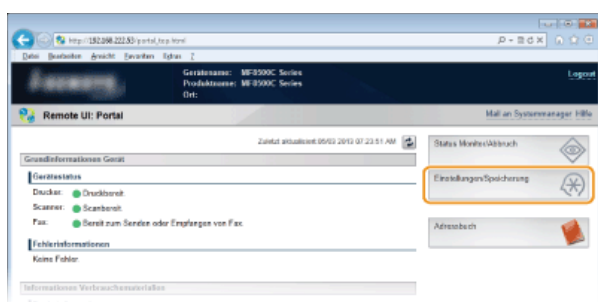 http://192.168.222.53/portal_top.html
Datei Bearbeiten Ansicht Favoriten Extras ?
Gerätename: MF8500C Series
Produktname: MF8500C Series
Ort:
Logout
Remote UI: Portal
Mail an Systemmanager Hilfe
Zuletzt aktualisiert 06/03 2013 07:23:51 AM
Grundinformationen Gerät
Gerätestatus
Drucker: Druckbereit.
Scanner: Scanbereit.
Fax: Bereit zum Senden oder Empfangen von Fax.
Fehlerinformationen
Keine Fehler.
Informationen Verbrauchsmaterialien
Status Monitor/Abbruch
Einstellungen/Speicherung
Adressbuch